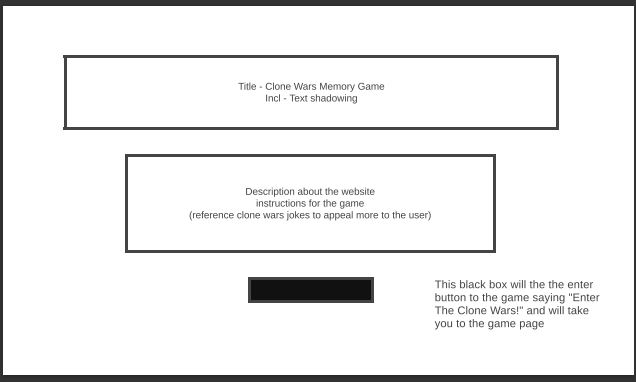 Title - Clone Wars Memory Game
Incl - Text shadowing
Description about the website
instructions for the game
(reference clone wars jokes to appeal more to the user)
This black box will the the enter
button to the game saying "Enter
The Clone Wars!" and will take
you to the game page